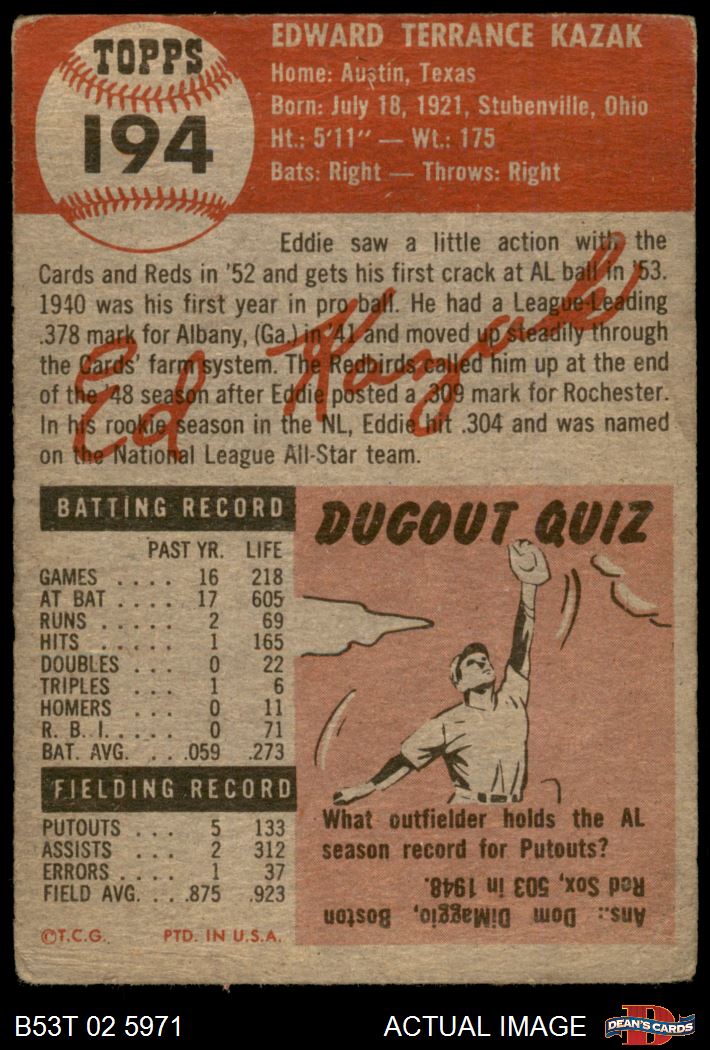 TOPPS
194
EDWARD TERRANCE KAZAK
Home: Austin, Texas
Born: July 18, 1921, Stubenville, Ohio
Ht.: 5'11" — Wt.: 175
Bats: Right — Throws: Right
Eddie saw a little action with the
Cards and Reds in '52 and gets his first crack at AL ball in '53.
1940 was his first year in pro ball. He had a League-Leading
.378 mark for Albany, (Ga.) in '41 and moved up steadily through
the Cards' farm system. The Redbirds called him up at the end
of the '48 season after Eddie posted a .309 mark for Rochester.
In his rookie season in the NL, Eddie hit .304 and was named
on the National League All-Star team.
Ed Kazak
BATTING RECORD
PAST YR. LIFE
GAMES . . . . 16 218
AT BAT . . . . 17 605
RUNS . . . . . 2 69
HITS . . . . . 1 165
DOUBLES . . . 0 22
TRIPLES . . . 1 6
HOMERS . . . 0 11
R. B. I. . . . . 0 71
BAT. AVG. . . . .059 .273
FIELDING RECORD
PUTOUTS . . . 5 133
ASSISTS . . . 2 312
ERRORS . . . . 1 37
FIELD AVG. . . .875 .923
©T.C.G. PTD. IN U.S.A.
DUGOUT QUIZ
What outfielder holds the AL
season record for Putouts?
Ans.: Dom DiMaggio, Boston
Red Sox, 503 in 1948.
B53T 02 5971
ACTUAL IMAGE
DEAN'S CARDS